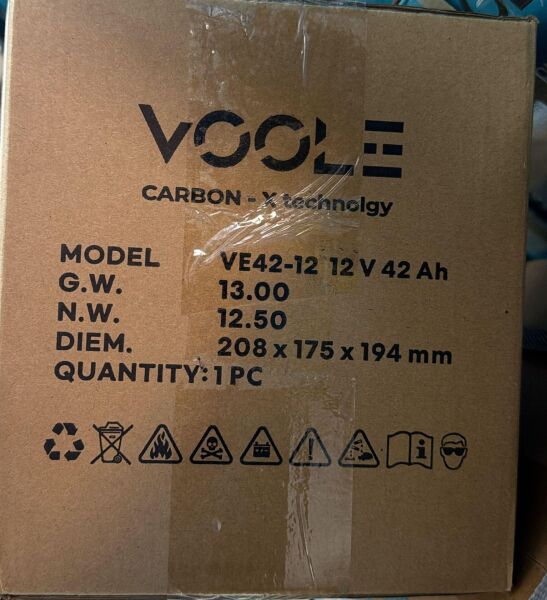 VOOLE
CARBON - X technolgy
MODEL VE42-12 12 V 42 Ah
G.W. 13.00
N.W. 12.50
DIEM. 208 x 175 x 194 mm
QUANTITY: 1 PC